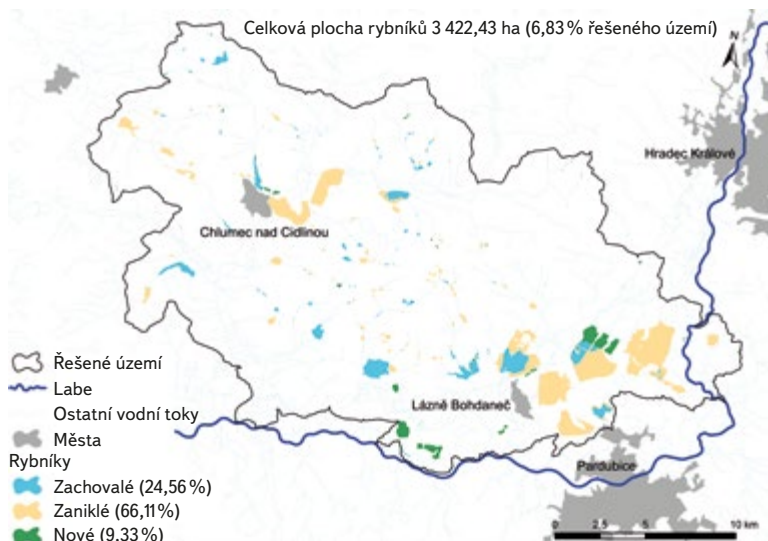 Celková plocha rybníků 3 422,43 ha (6,83 % řešeného území)
N
Hradec Králové
Chlumec nad Cidlinou
Řešené území
Labe
Lázně Bohdaneč
Ostatní vodní toky
Města
Rybníky
Pardubice
Zachovalé (24,56 %)
Zaniklé (66,11%)
Nové (9,33 %)
0 2,5 5 10 km